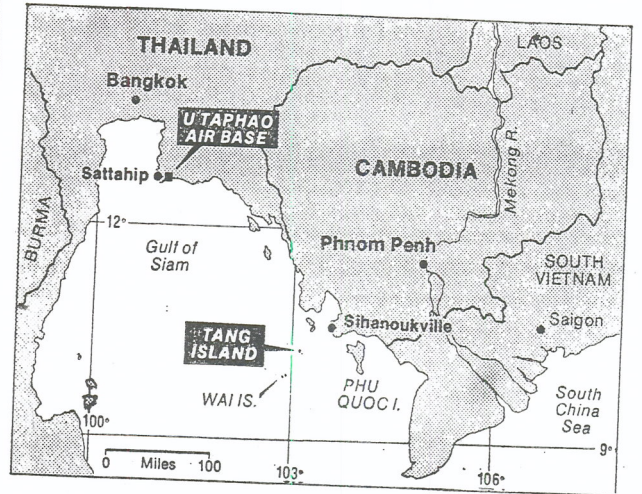 THAILAND
LAOS
Bangkok
U TAPHAO
AIR BASE
Sattahip
CAMBODIA
Mekong R.
BURMA
12°
Gulf of
Siam
Phnom Penh
SOUTH
VIETNAM
Sihanoukville
Saigon
TANG
ISLAND
WAI IS.
PHU
QUOC I.
South
China
Sea
100°
9°
0 Miles 100
103°
106°